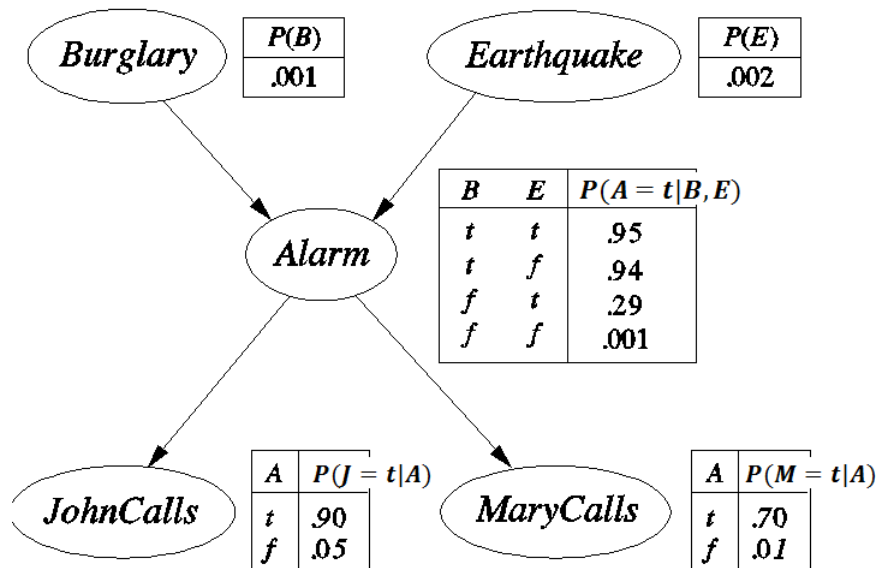 Burglary
P(B)
.001
Earthquake
P(E)
.002
Alarm
B E P(A = t|B, E)
t t .95
t f .94
f t .29
f f .001
JohnCalls
A P(J = t|A)
t .90
f .05
MaryCalls
A P(M = t|A)
t .70
f .01